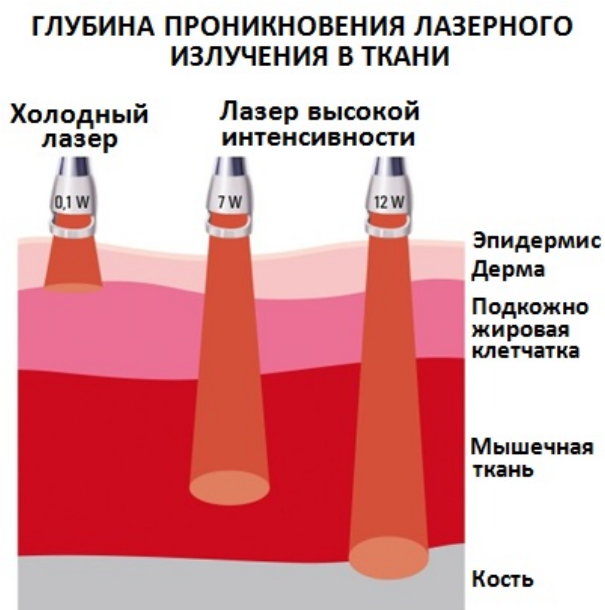 ГЛУБИНА ПРОНИКНОВЕНИЯ ЛАЗЕРНОГО
ИЗЛУЧЕНИЯ В ТКАНИ
Холодный
лазер
Лазер высокой
интенсивности
0,1 W
7 W
12 W
Эпидермис
Дерма
Подкожно
жировая
клетчатка
Мышечная
ткань
Кость